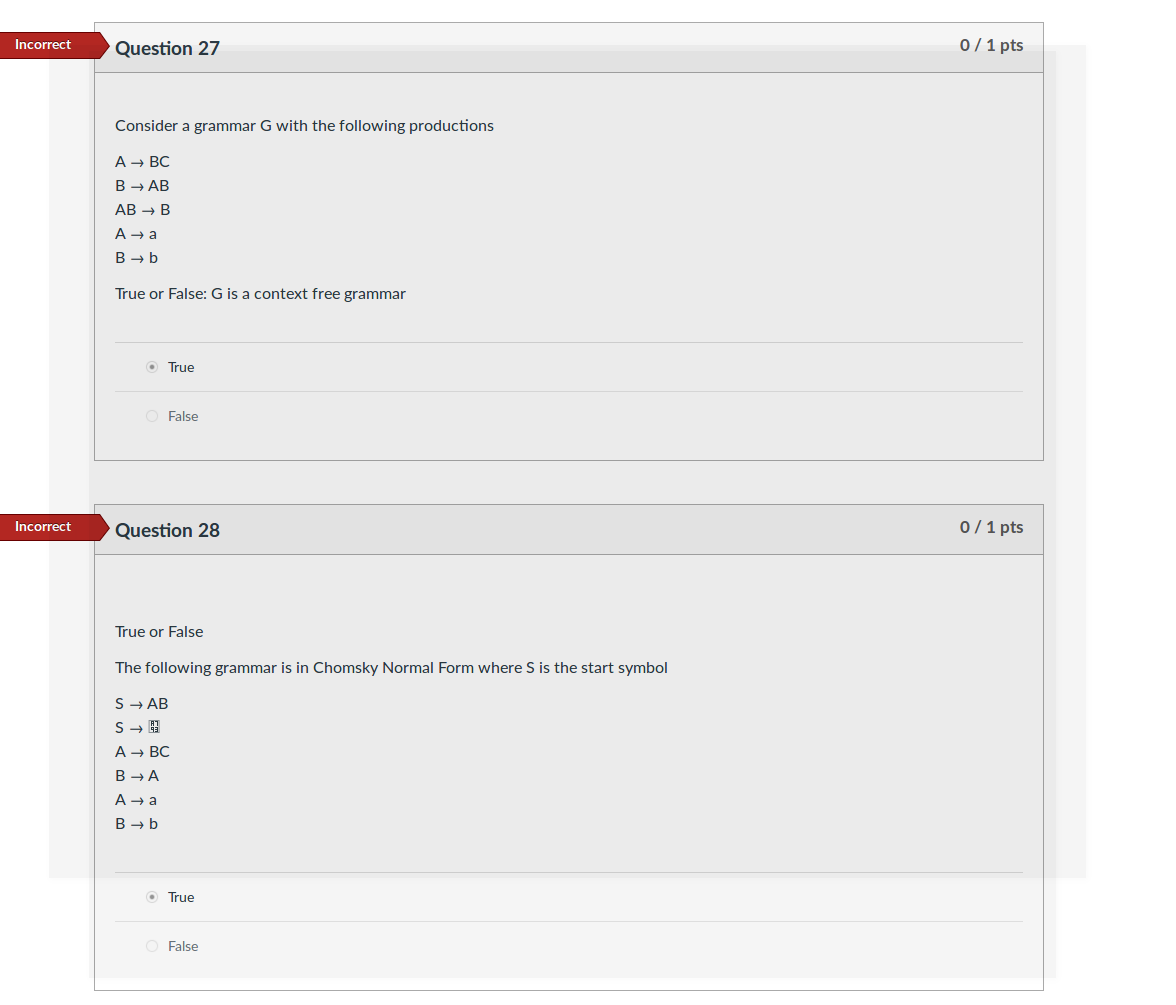 Incorrect
Question 27
0 / 1 pts
Consider a grammar G with the following productions
A → BC
B → AB
AB → B
A → a
B → b
True or False: G is a context free grammar
True
False
Incorrect
Question 28
0 / 1 pts
True or False
The following grammar is in Chomsky Normal Form where S is the start symbol
S → AB
S →
A → BC
B → A
A → a
B → b
True
False